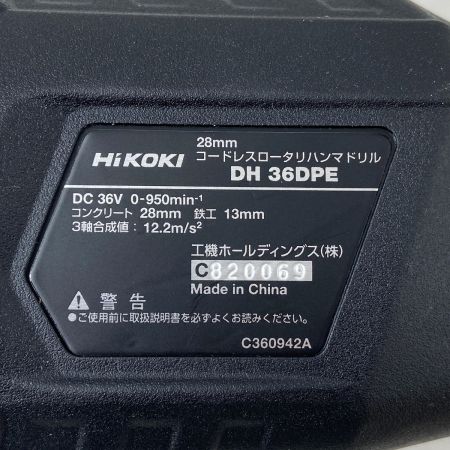 28mm
HiKOKI コードレスロータリハンマドリル
DH 36DPE
DC 36V 0-950min-1
コンクリート 28mm 鉄工 13mm
3軸合成値: 12.2m/s²
工機ホールディングス(株)
C820069
Made in China
⚠警告
●ご使用前に取扱説明書を必ずよくお読みください。
C360942A